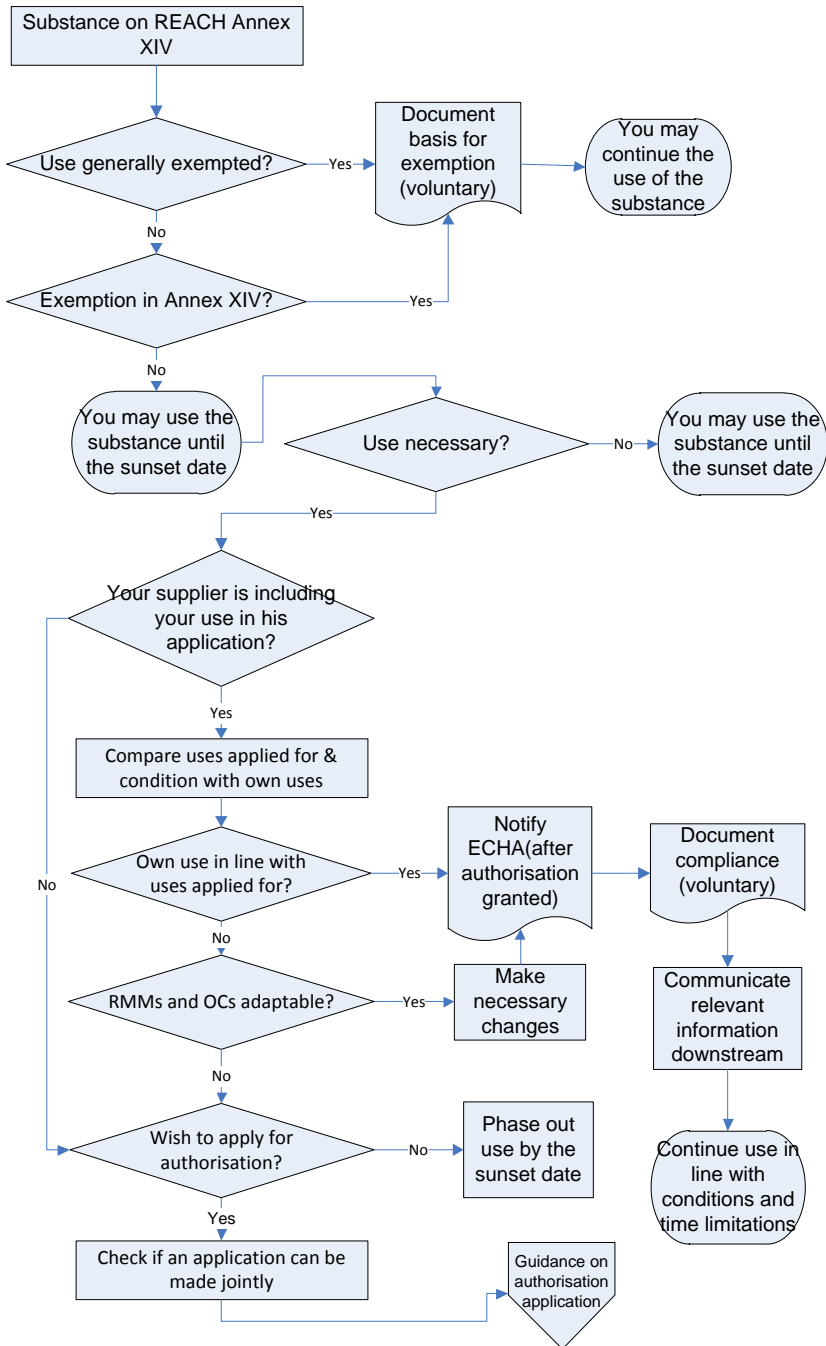 Substance on REACH Annex
XIV
Use generally exempted?
Yes
Document
basis for
exemption
(voluntary)
You may
continue the
use of the
substance
No
Exemption in Annex XIV?
Yes
No
You may use the
substance until
the sunset date
Use necessary?
No
You may use the
substance until
the sunset date
Yes
Your supplier is including
your use in his
application?
No
Yes
Compare uses applied for &
condition with own uses
Own use in line with
uses applied for?
Yes
Notify
ECHA(after
authorisation
granted)
Document
compliance
(voluntary)
No
RMMs and OCs adaptable?
Yes
Make
necessary
changes
Communicate
relevant
information
downstream
No
Wish to apply for
authorisation?
No
Phase out
use by the
sunset date
Continue use in
line with
conditions and
time limitations
Yes
Check if an application can be
made jointly
Guidance on
authorisation
application